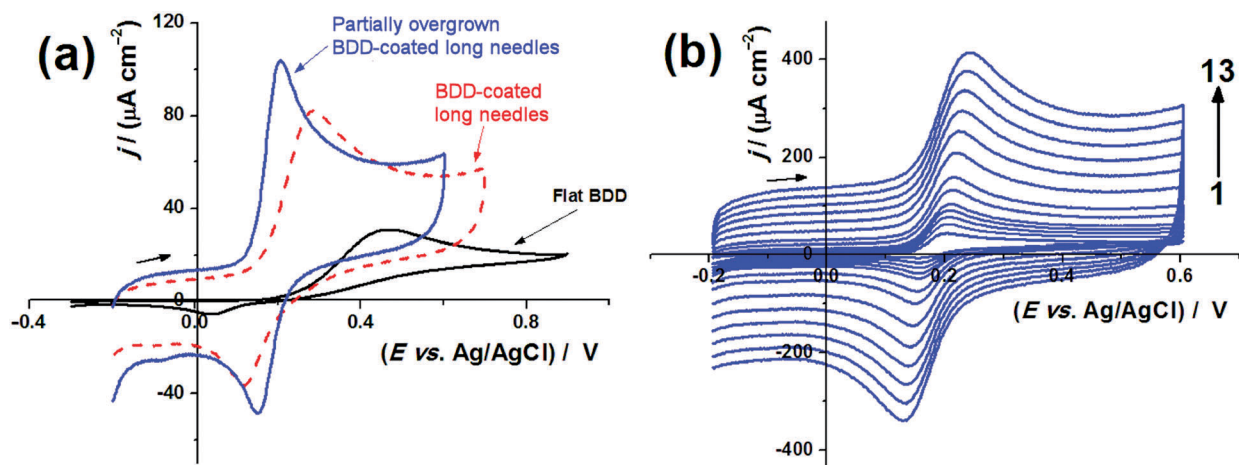 (a)
120
80
40
0
-40
j / (μA cm⁻²)
Partially overgrown
BDD-coated long needles
BDD-coated
long needles
Flat BDD
-0.4
0.0
0.4
0.8
(E vs. Ag/AgCl) / V
(b)
400
200
0
-200
-400
j / (μA cm⁻²)
13
1
-0.2
0.0
0.2
0.4
0.6
(E vs. Ag/AgCl) / V